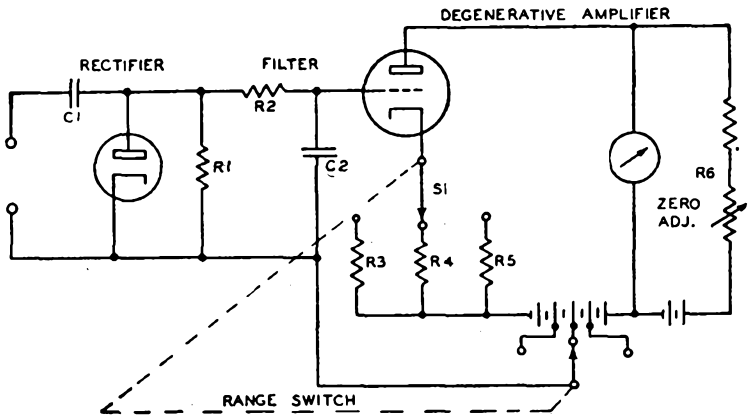 DEGENERATIVE AMPLIFIER
RECTIFIER
FILTER
C1
R2
R1
C2
S1
R6
ZERO
ADJ.
R3
R4
R5
RANGE SWITCH